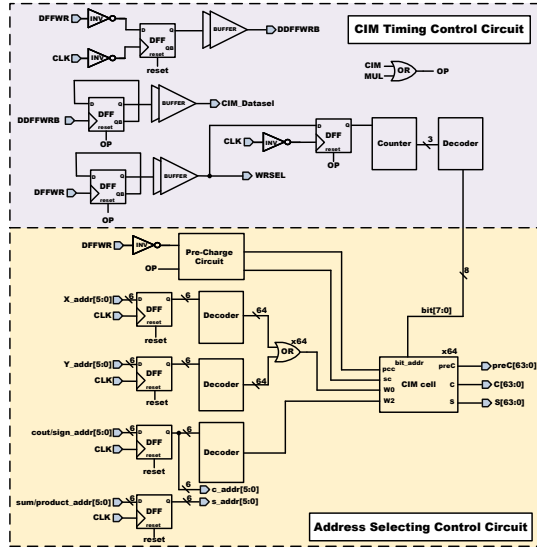 CIM Timing Control Circuit
DFFWR
INV
D
Q
DFF
QB
reset
BUFFER
DDFFWRB
CLK
INV
reset
CIM
MUL
OR
OP
DDFFWRB
D
Q
DFF
QB
reset
BUFFER
CIM_Datasel
OP
CLK
INV
D
Q
DFF
reset
OP
Counter
3
Decoder
DFFWR
D
Q
DFF
QB
reset
BUFFER
WRSEL
OP
DFFWR
INV
Pre-Charge
Circuit
OP
8
bit[7:0]
X_addr[5:0]
6
D
Q
6
DFF
reset
CLK
reset
Decoder
64
x64
OR
Y_addr[5:0]
6
D
Q
6
DFF
reset
CLK
reset
Decoder
64
x64
bit_addr
pcc
sc
W0
W2
CIM cell
preC
C
S
preC[63:0]
C[63:0]
S[63:0]
cout/sign_addr[5:0]
6
D
Q
6
DFF
reset
CLK
reset
Decoder
6
c_addr[5:0]
sum/product_addr[5:0]
6
D
Q
6
s_addr[5:0]
DFF
reset
CLK
reset
Address Selecting Control Circuit